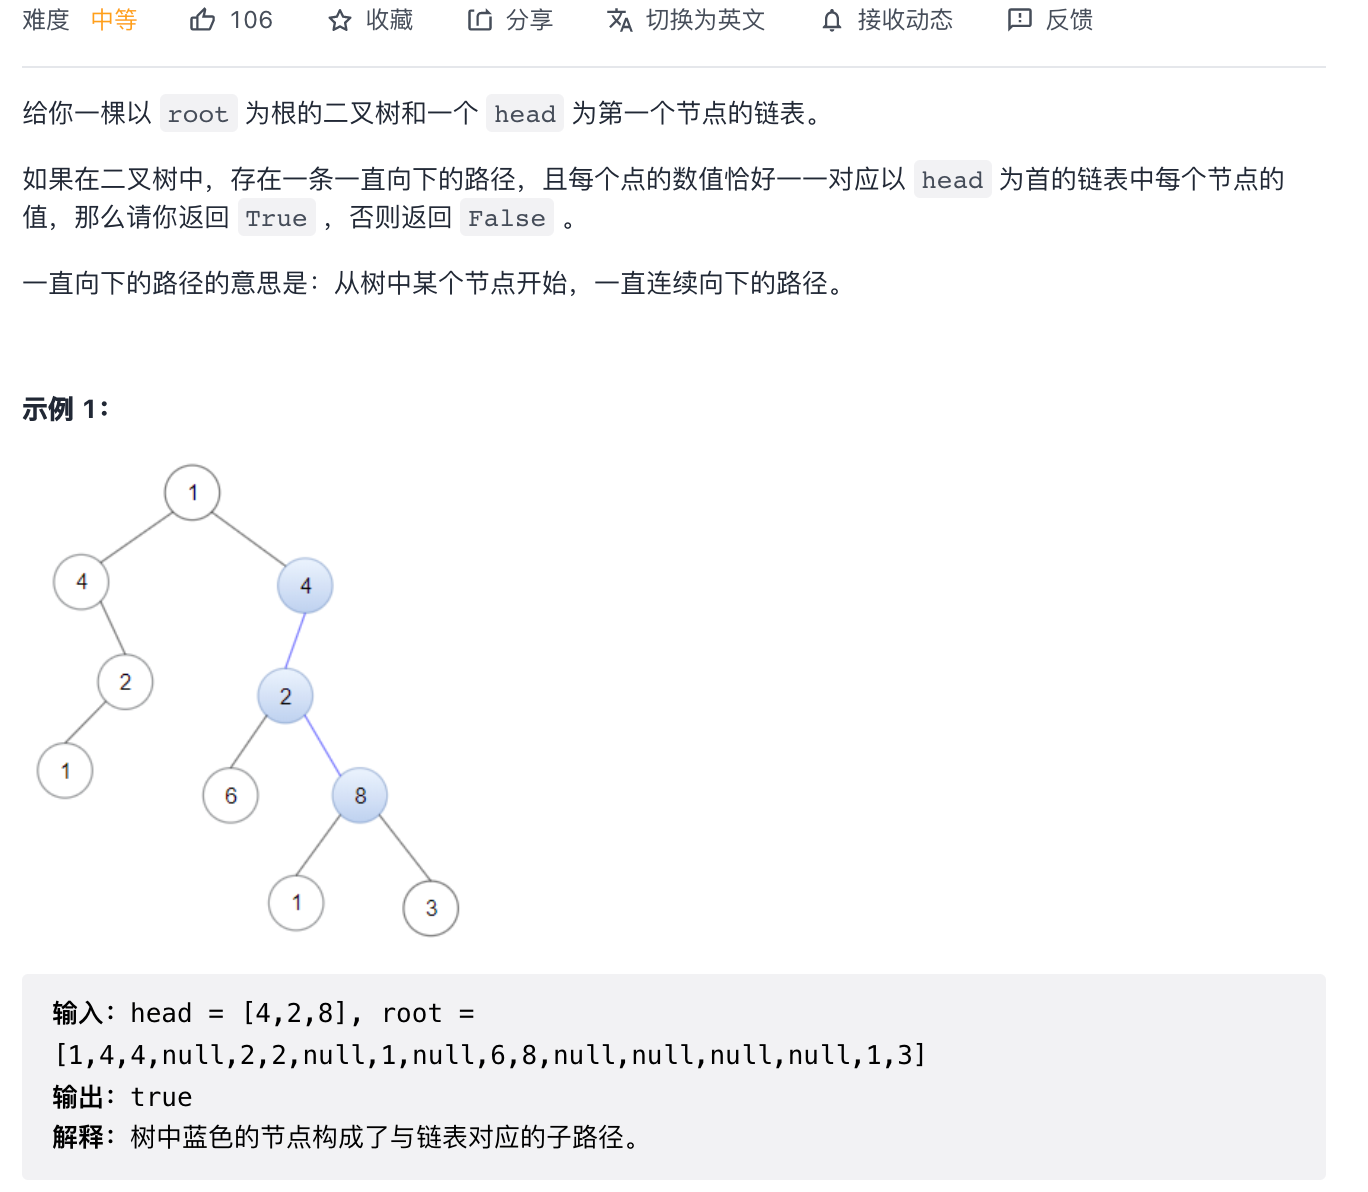 难度 中等 106 收藏 分享 切换为英文 接收动态 反馈
给你一棵以 root 为根的二叉树和一个 head 为第一个节点的链表。
如果在二叉树中，存在一条一直向下的路径，且每个点的数值恰好一一对应以 head 为首的链表中每个节点的
值，那么请你返回 True ，否则返回 False 。
一直向下的路径的意思是：从树中某个节点开始，一直连续向下的路径。
示例 1：
1
4 4
2 2
1 6 8
1 3
输入：head = [4,2,8], root =
[1,4,4,null,2,2,null,1,null,6,8,null,null,null,null,1,3]
输出：true
解释：树中蓝色的节点构成了与链表对应的子路径。